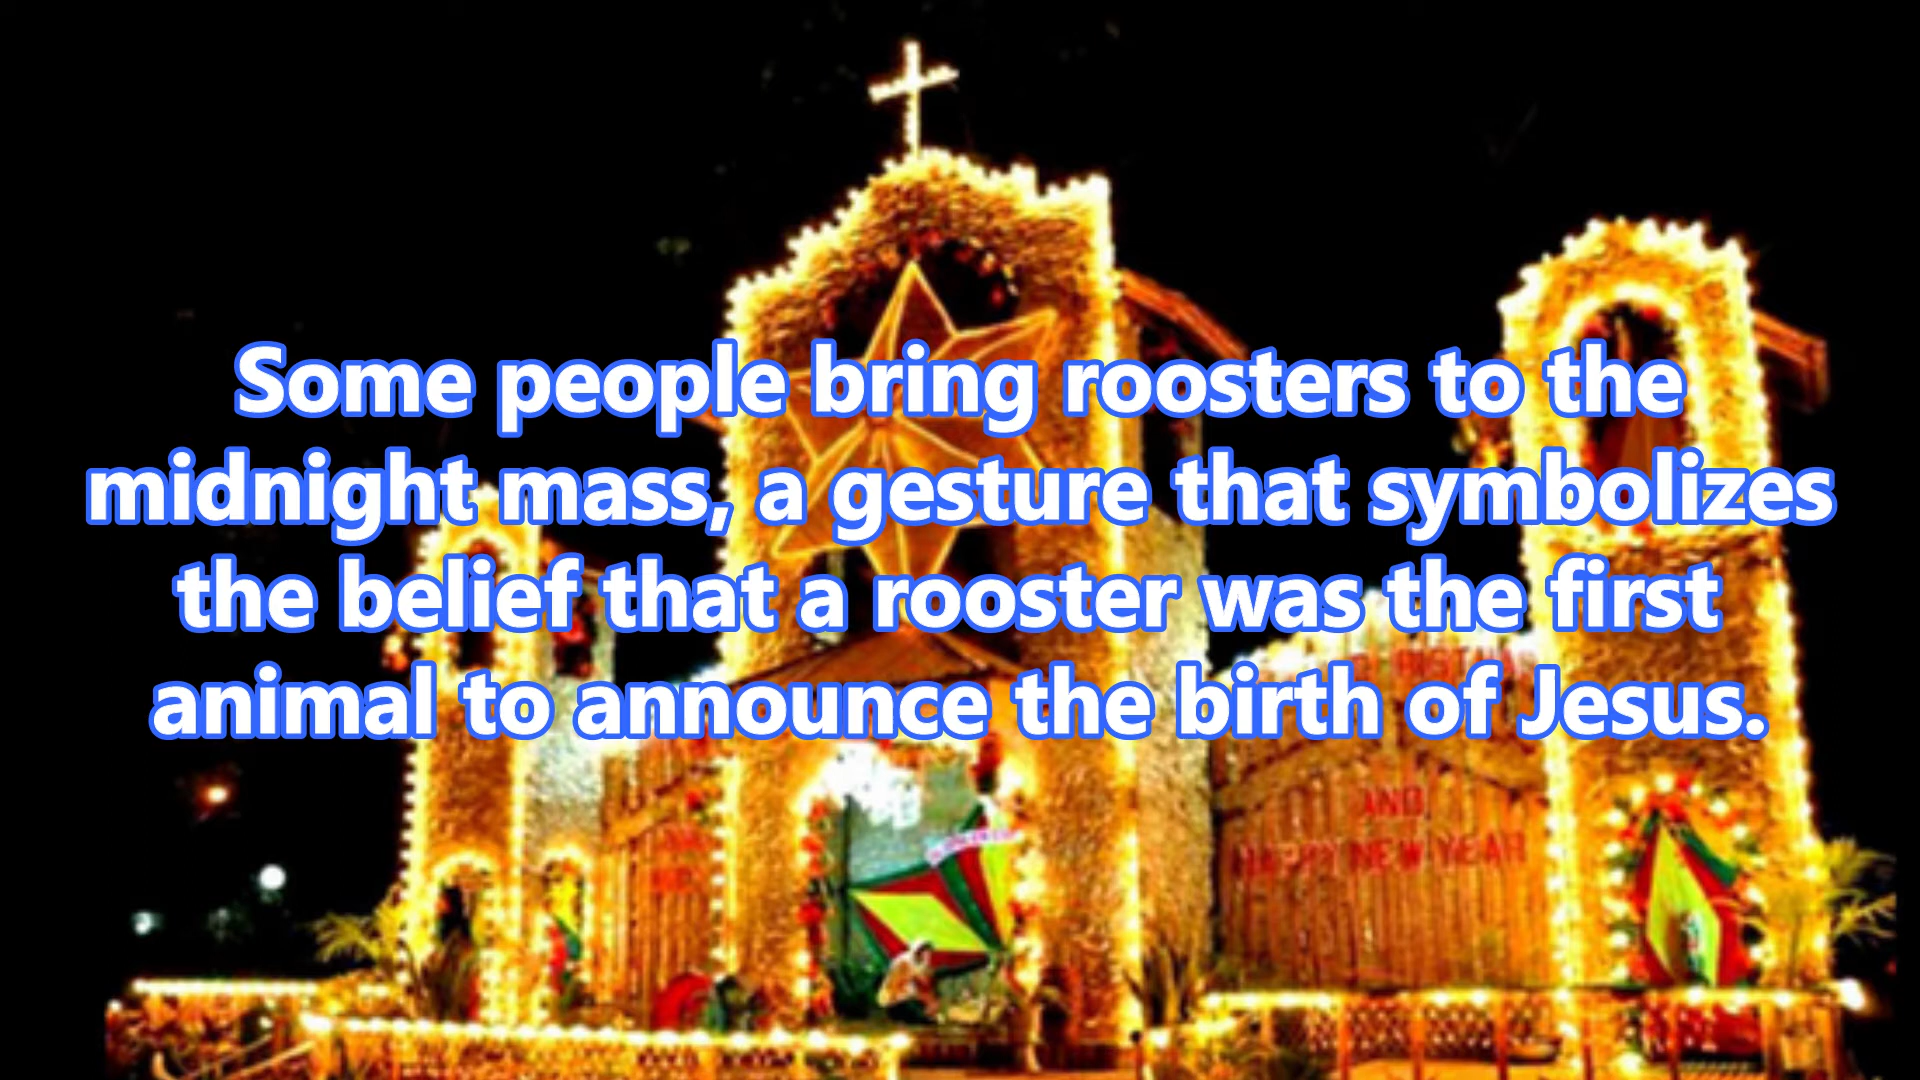 Some people bring roosters to the
midnight mass, a gesture that symbolizes
the belief that a rooster was the first
animal to announce the birth of Jesus.
AND
HAPPY NEW YEAR